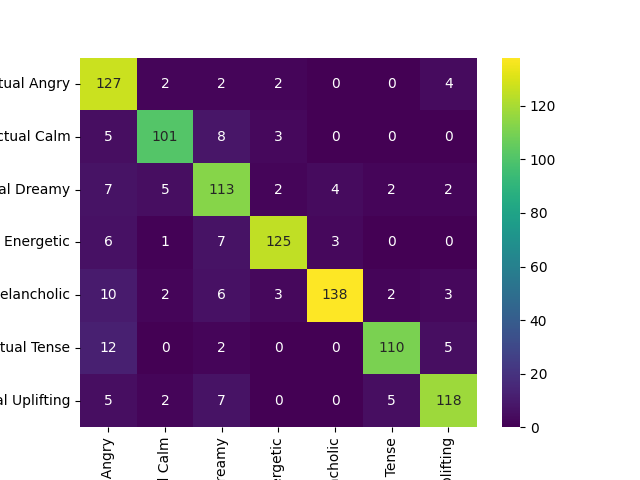 tual Angry 127 2 2 2 0 0 4
ctual Calm 5 101 8 3 0 0 0
al Dreamy 7 5 113 2 4 2 2
Energetic 6 1 7 125 3 0 0
elancholic 10 2 6 3 138 2 3
tual Tense 12 0 2 0 0 110 5
al Uplifting 5 2 7 0 0 5 118
Angry
l Calm
reamy
ergetic
ncholic
Tense
plifting
120
100
80
60
40
20
0